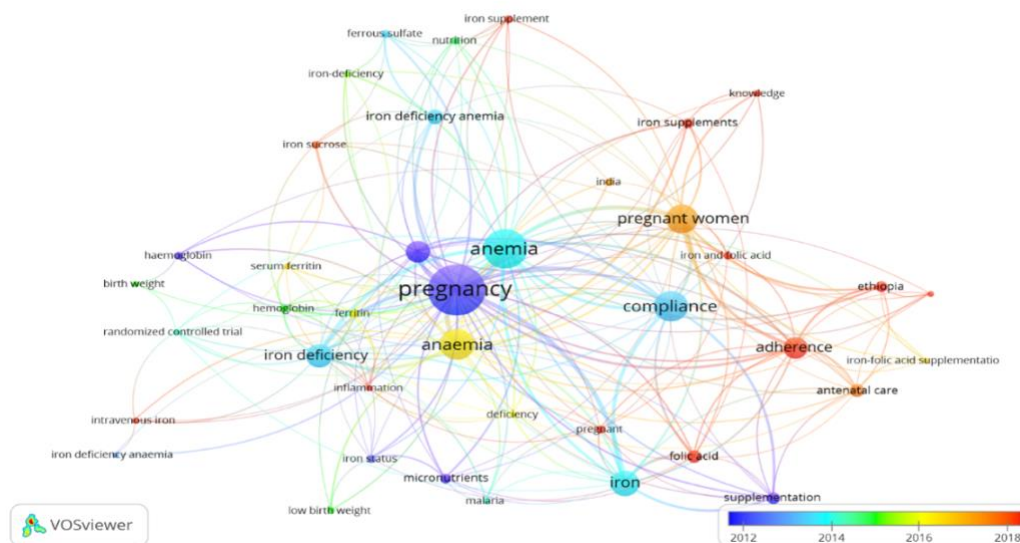 iron supplement
ferrous sulfate
nutrition
iron-deficiency
knowledge
iron deficiency anemia
iron supplements
iron sucrose
india
pregnant women
anemia
haemoglobin
iron and folic acid
serum ferritin
birth weight
pregnancy
ethiopia
hemoglobin
ferritin
compliance
randomized controlled trial
anaemia
adherence
iron deficiency
iron-folic acid supplementatio
inflammation
antenatal care
deficiency
intravenous iron
pregnant
iron deficiency anaemia
iron status
folic acid
micronutrients
iron
supplementation
malaria
low birth weight
VOSviewer
2012 2014 2016 2018